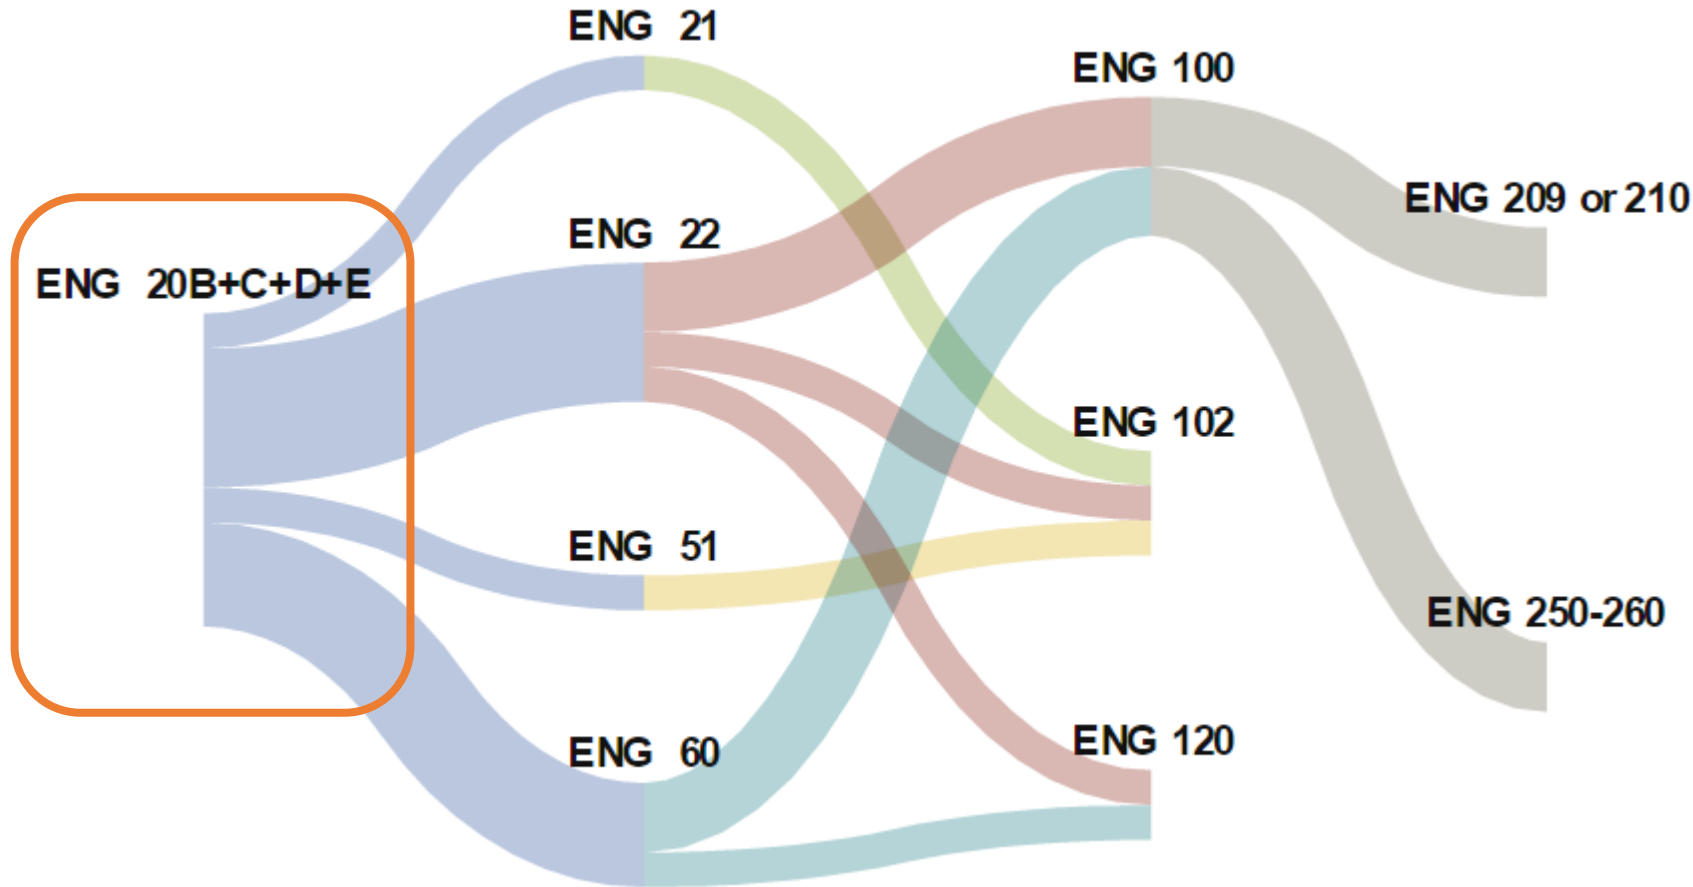 ENG 20B+C+D+E
ENG 21
ENG 22
ENG 51
ENG 60
ENG 100
ENG 102
ENG 120
ENG 209 or 210
ENG 250-260